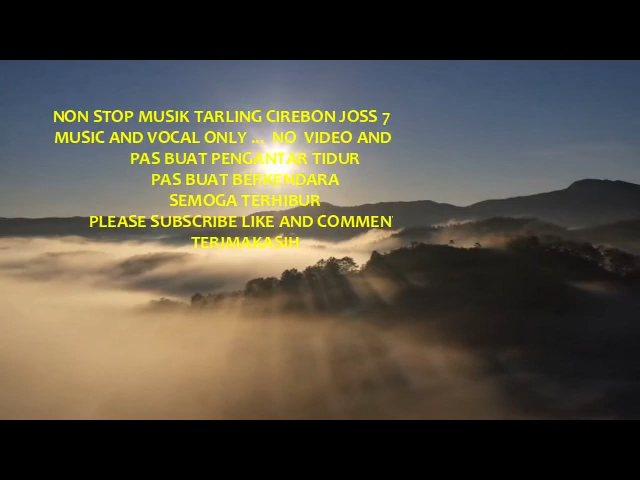 NON STOP MUSIK TARLING CIREBON JOSS 7
MUSIC AND VOCAL ONLY ... NO VIDEO AND
PAS BUAT PENGANTAR TIDUR
PAS BUAT BERKENDARA
SEMOGA TERHIBUR
PLEASE SUBSCRIBE LIKE AND COMMEN
TERIMAKASIH